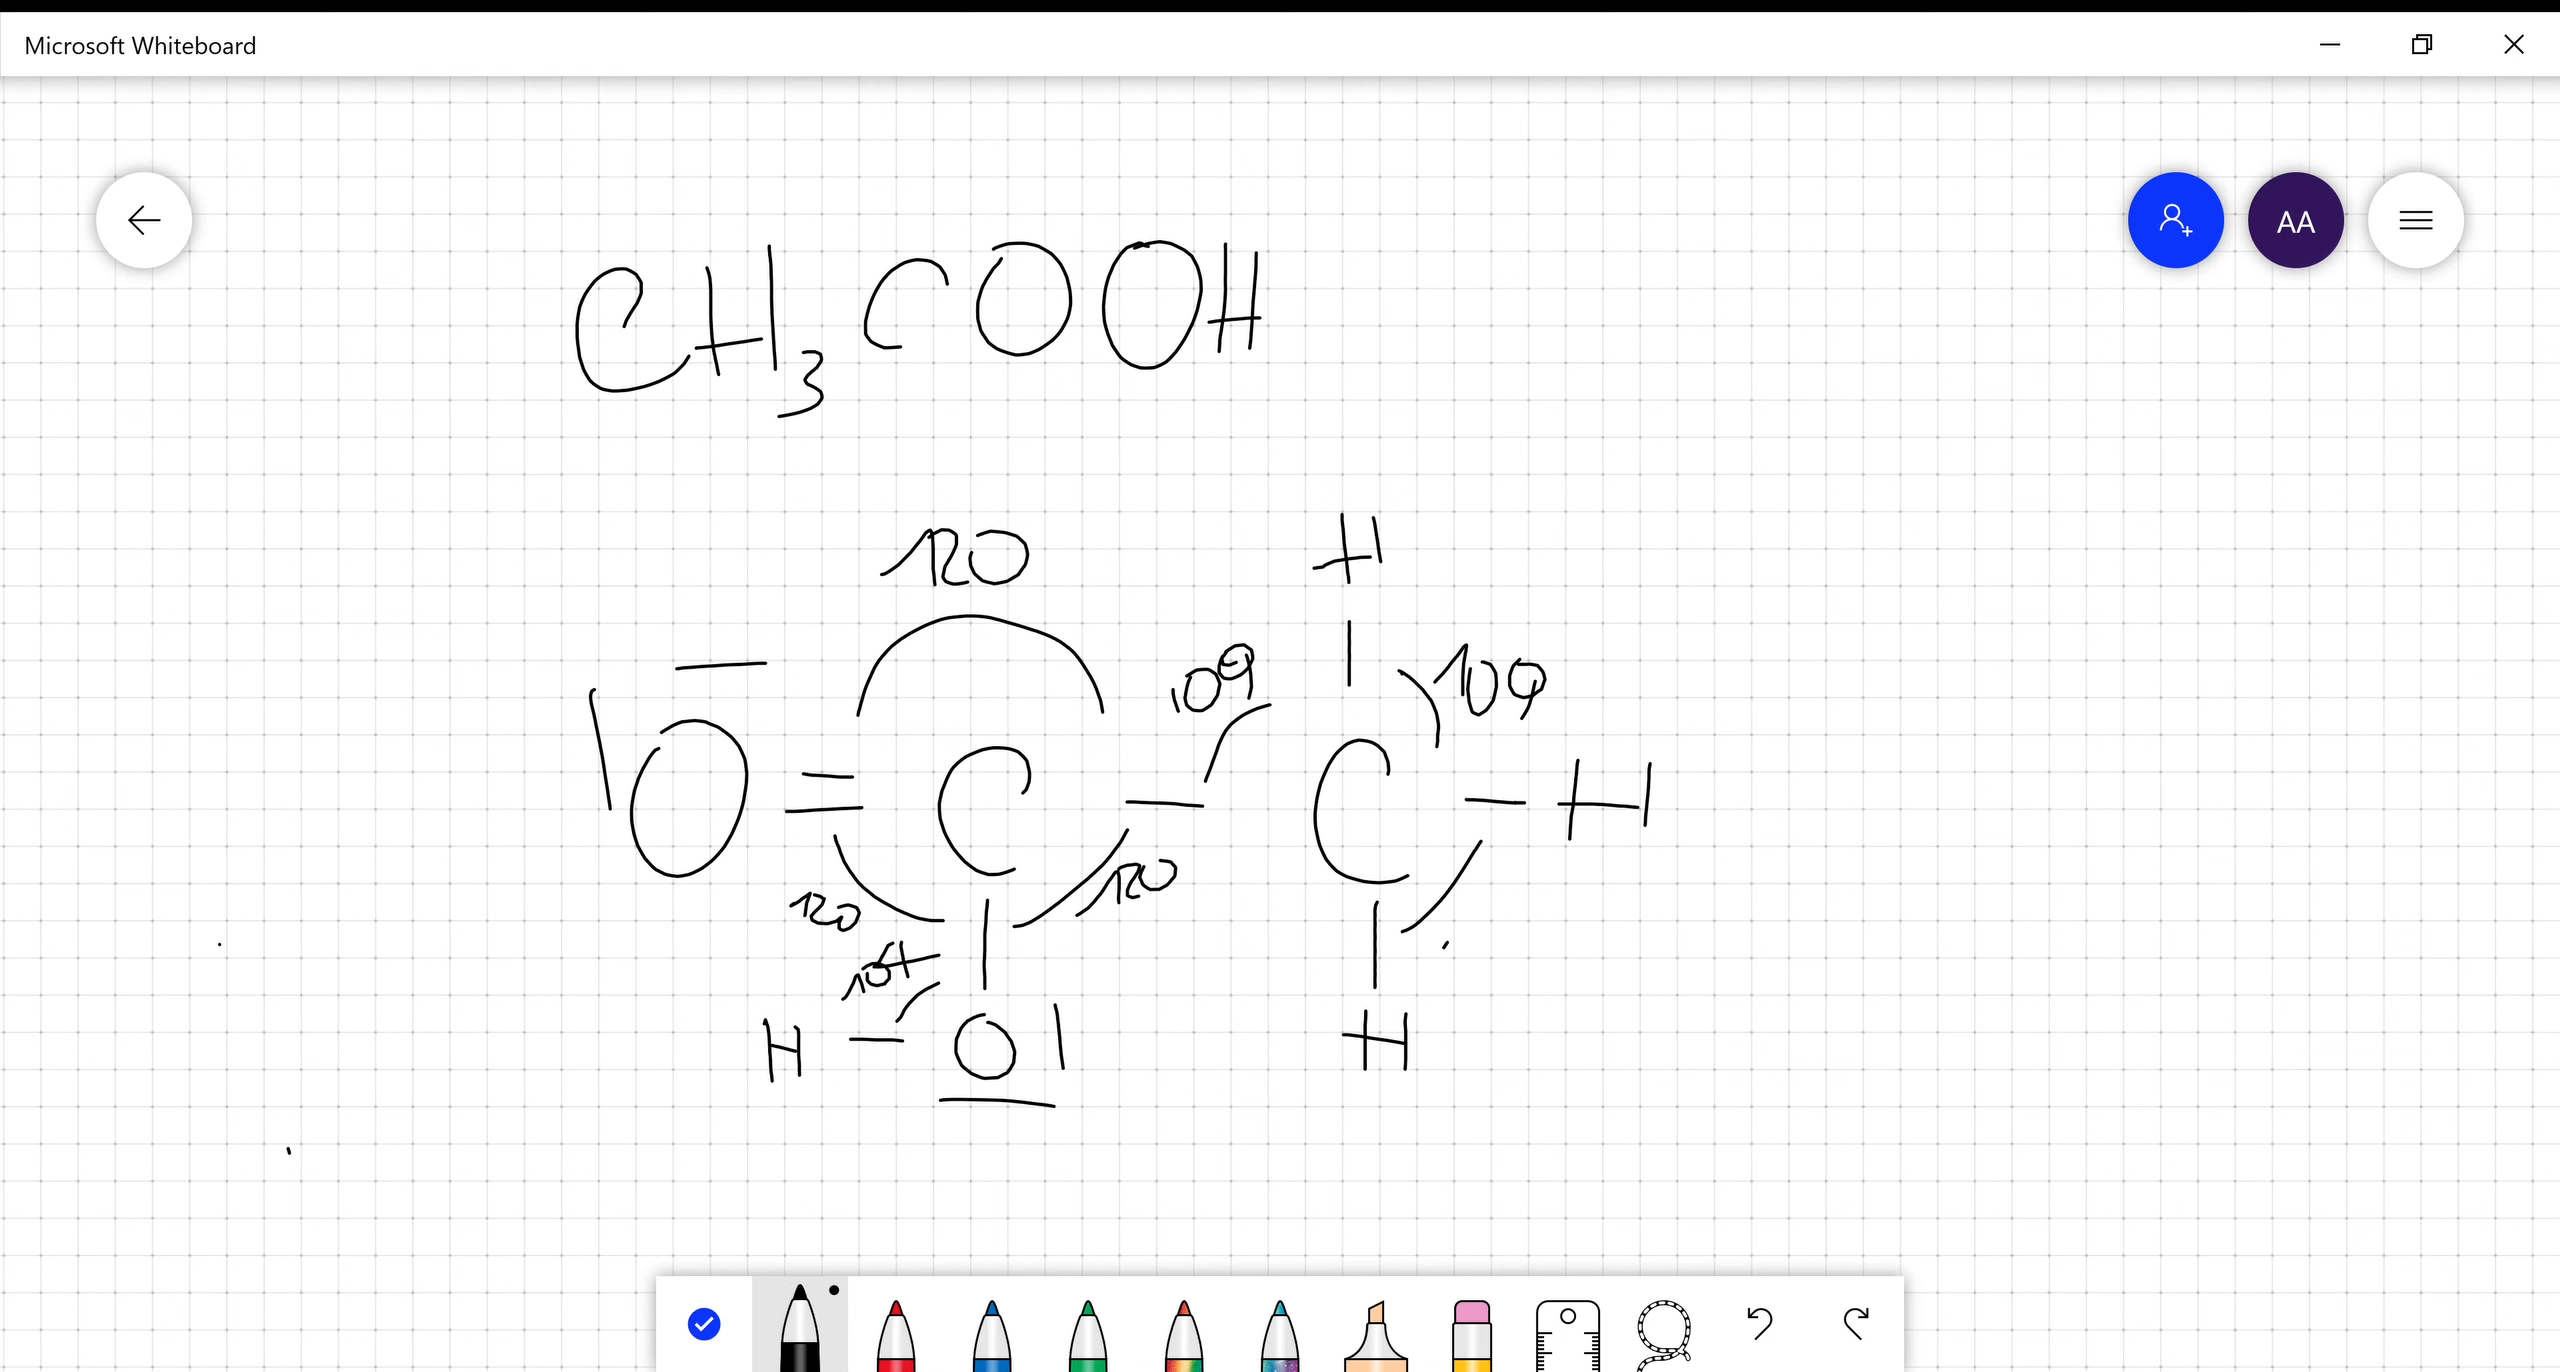 Microsoft Whiteboard
AA
CH3COOH
120
H
109
109
O = C - C - H
120
120
104
H - O
H